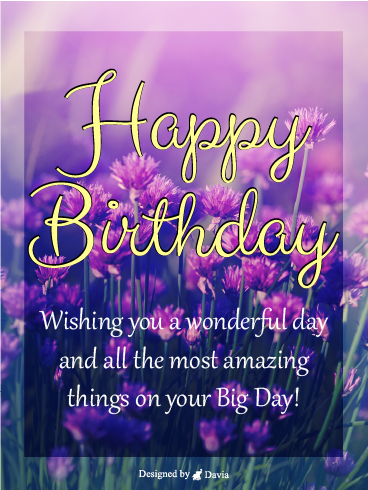 Happy
Birthday
Wishing you a wonderful day
and all the most amazing
things on your Big Day!
Designed by Davia